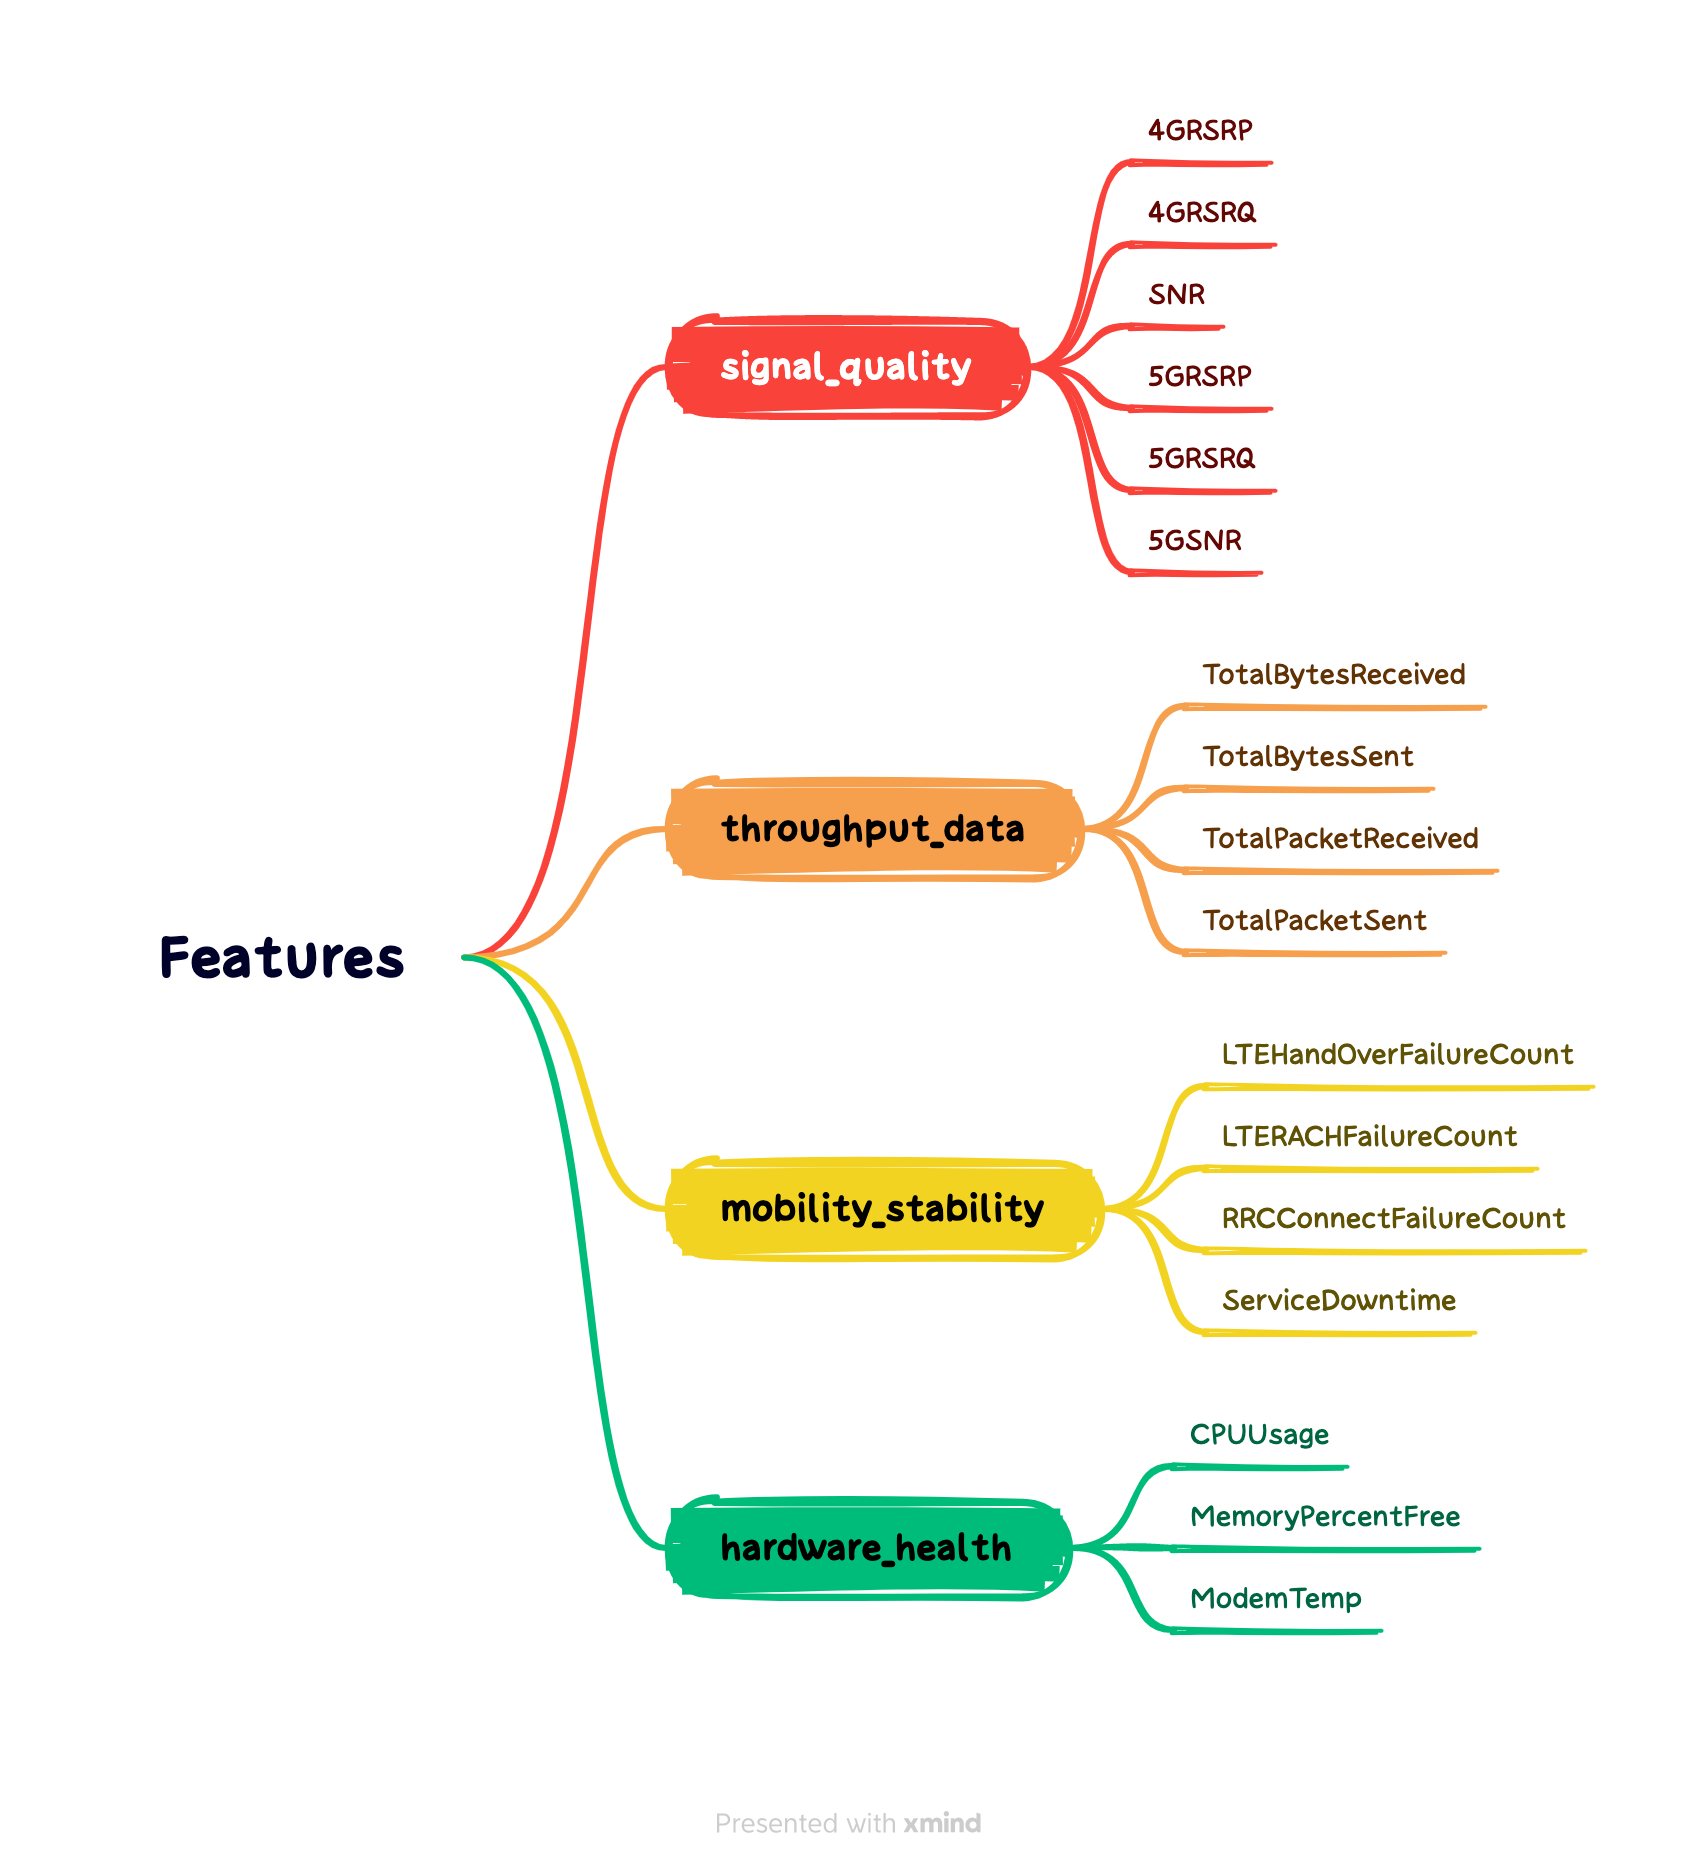 4GRSRP
4GRSRQ
SNR
signal_quality
5GRSRP
5GRSRQ
5GSNR
TotalBytesReceived
TotalBytesSent
throughput_data
TotalPacketReceived
TotalPacketSent
Features
LTEHandOverFailureCount
LTERACHFailureCount
mobility_stability
RRCConnectFailureCount
ServiceDowntime
CPUUsage
MemoryPercentFree
hardware_health
ModemTemp
Presented with xmind